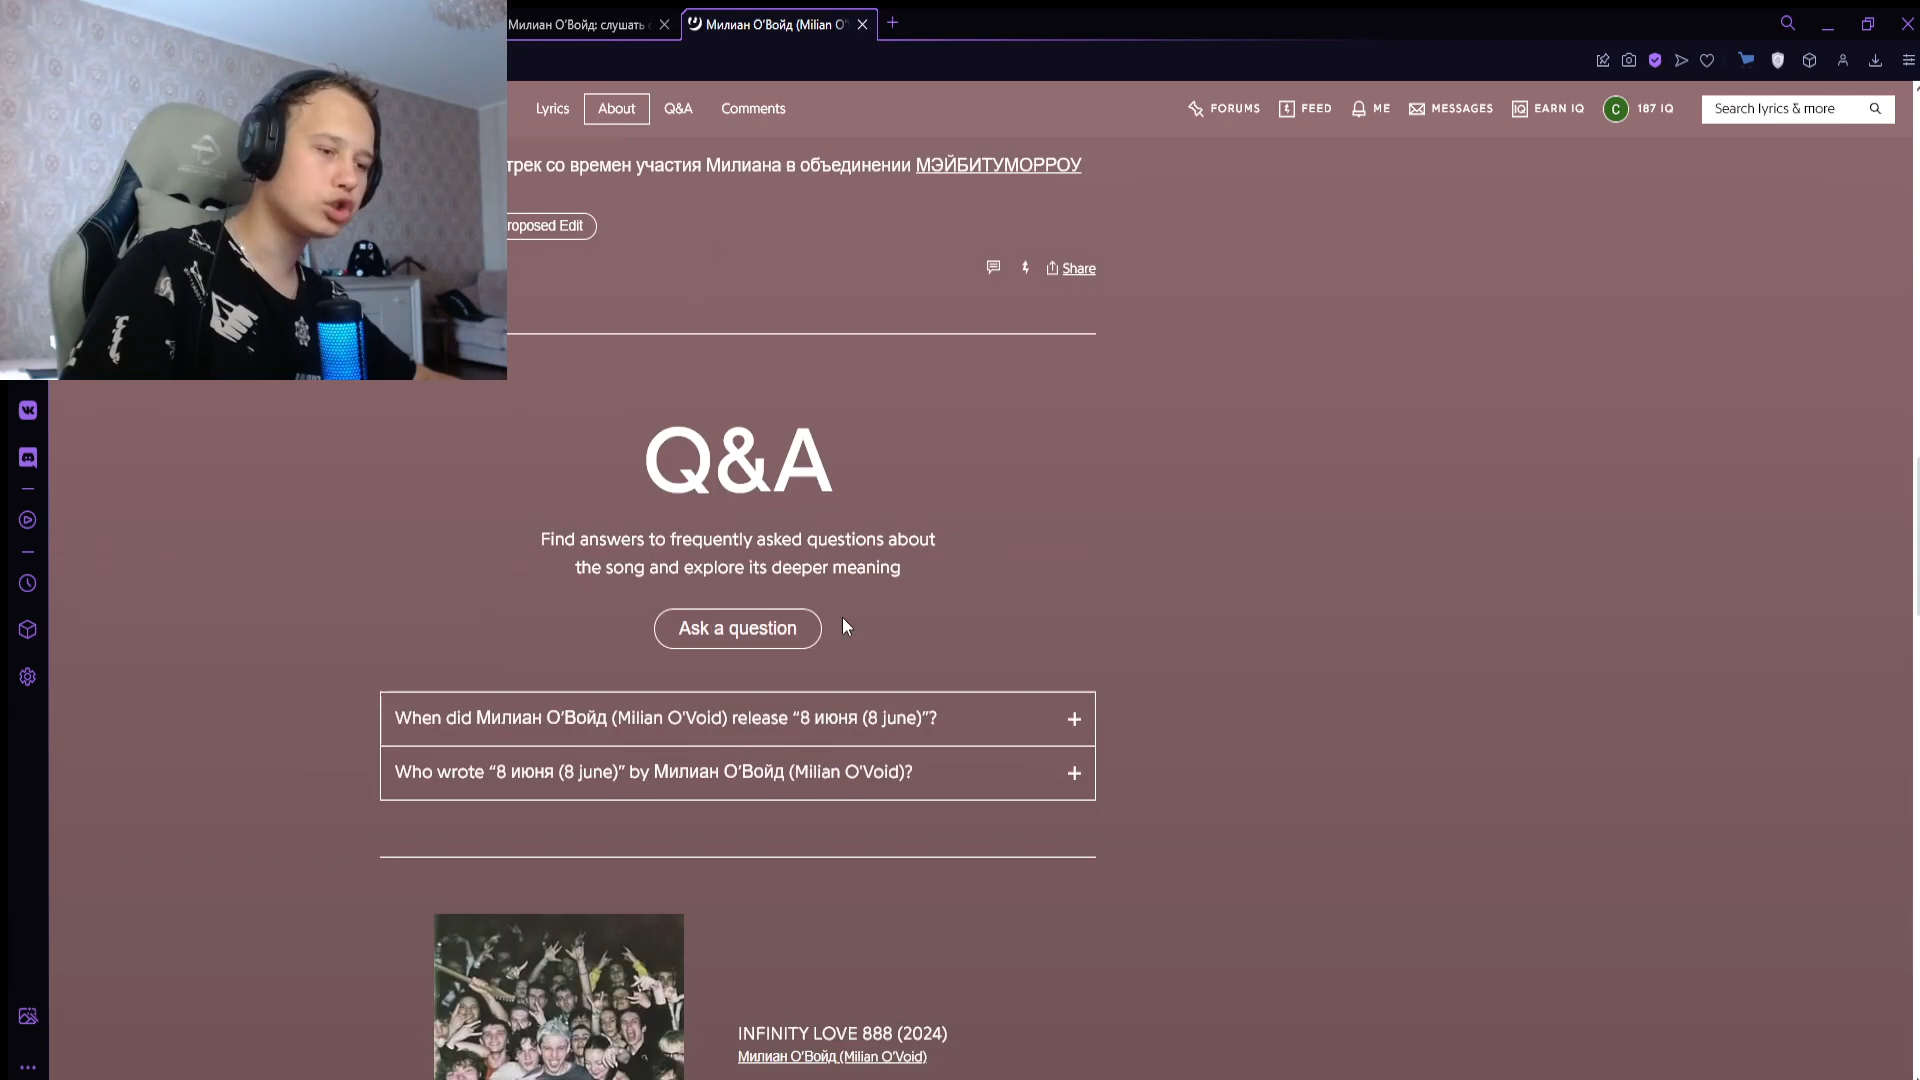 Милиан О'Войд: слушать
Милиан О'Войд (Milian O'
Lyrics
About
Q&A
Comments
FORUMS
FEED
ME
MESSAGES
EARN IQ
C
187 IQ
Search lyrics & more
трек со времен участия Милиана в объединении МЭЙБИТУМОРРОУ
roposed Edit
Share
Q&A
Find answers to frequently asked questions about
the song and explore its deeper meaning
Ask a question
When did Милиан О'Войд (Milian O'Void) release “8 июня (8 june)”?
Who wrote “8 июня (8 june)” by Милиан О'Войд (Milian O'Void)?
INFINITY LOVE 888 (2024)
Милиан О'Войд (Milian O'Void)